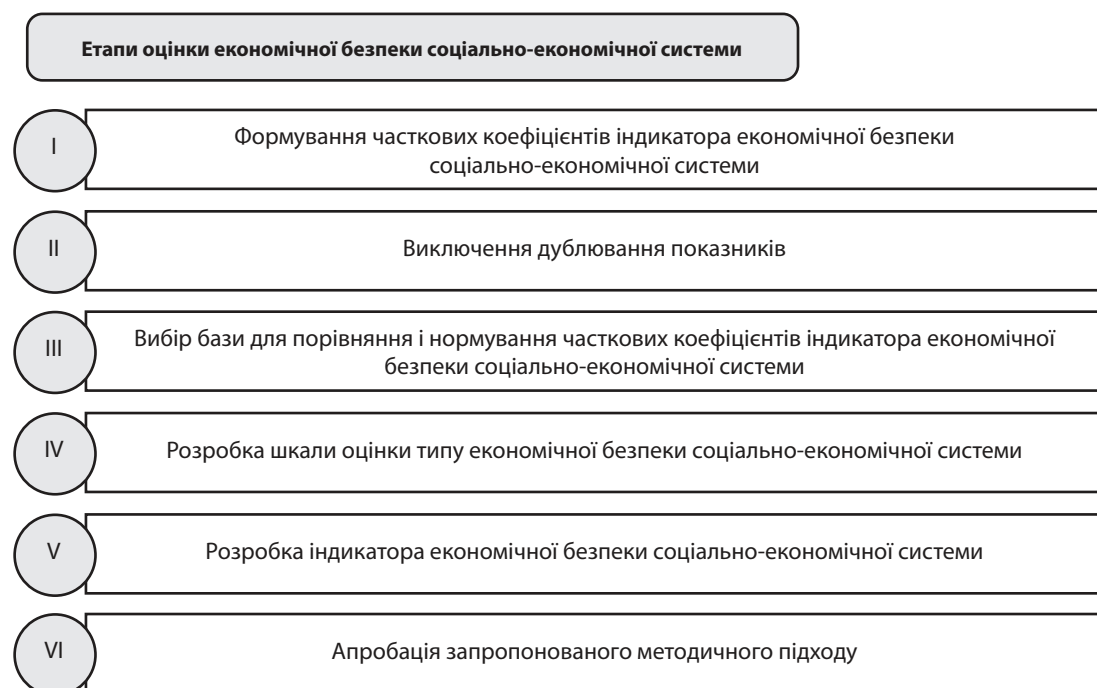 Етапи оцінки економічної безпеки соціально-економічної системи
I
Формування часткових коефіцієнтів індикатора економічної безпеки
соціально-економічної системи
II
Виключення дублювання показників
III
Вибір бази для порівняння і нормування часткових коефіцієнтів індикатора економічної
безпеки соціально-економічної системи
IV
Розробка шкали оцінки типу економічної безпеки соціально-економічної системи
V
Розробка індикатора економічної безпеки соціально-економічної системи
VI
Апробація запропонованого методичного підходу